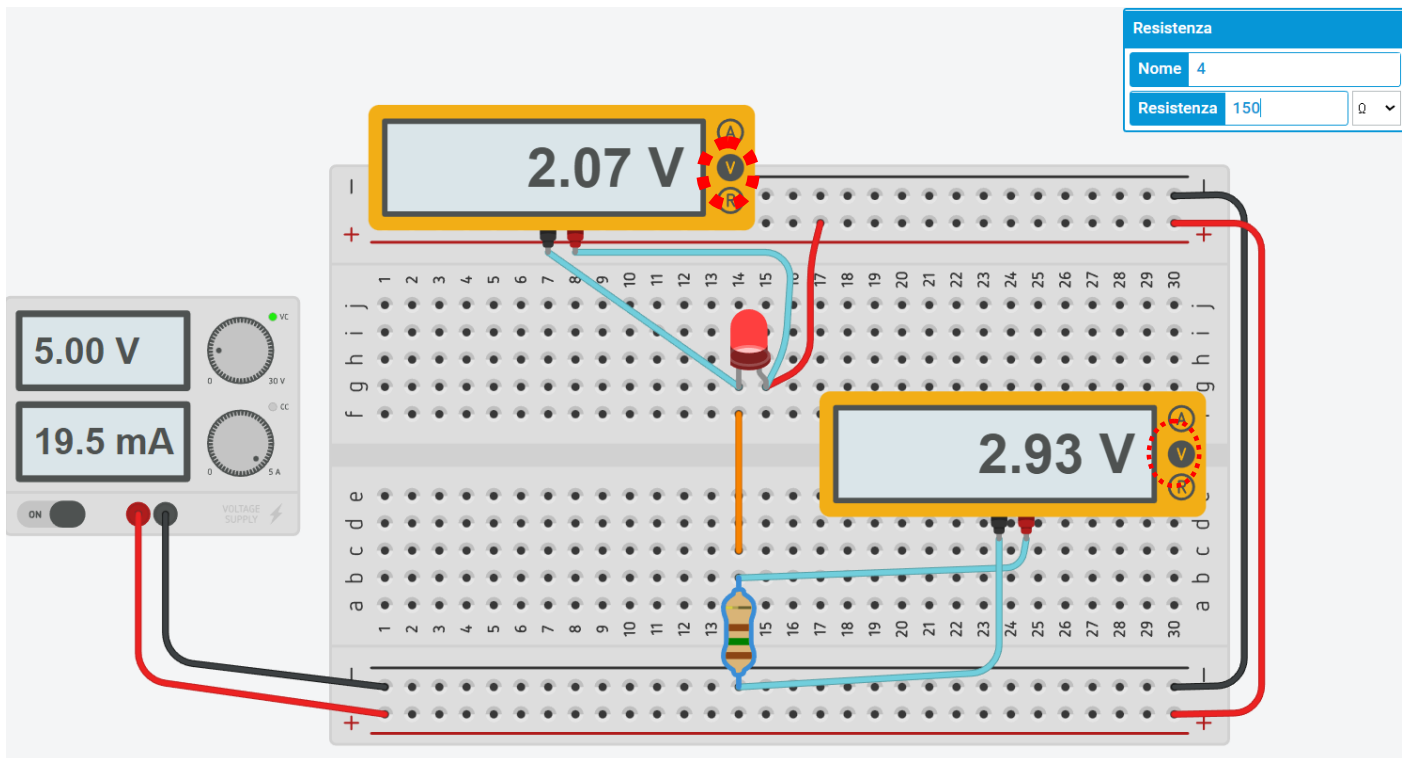 Resistenza
Nome 4
Resistenza 150 Ω
2.07 V
A
V
R
− −
+ +
1 2 3 4 5 6 7 8 9 10 11 12 13 14 15 17 18 19 20 21 22 23 24 25 26 27 28 29 30
j j
i i
h h
g g
f
5.00 V
VC
0 30 V
19.5 mA
CC
0 5 A
ON
VOLTAGE
SUPPLY
2.93 V
A
V
R
e
d d
c c
b b
a a
1 2 3 4 5 6 7 8 9 10 11 12 13 15 16 17 18 19 20 21 22 23 24 25 26 27 28 29 30
− −
+ +